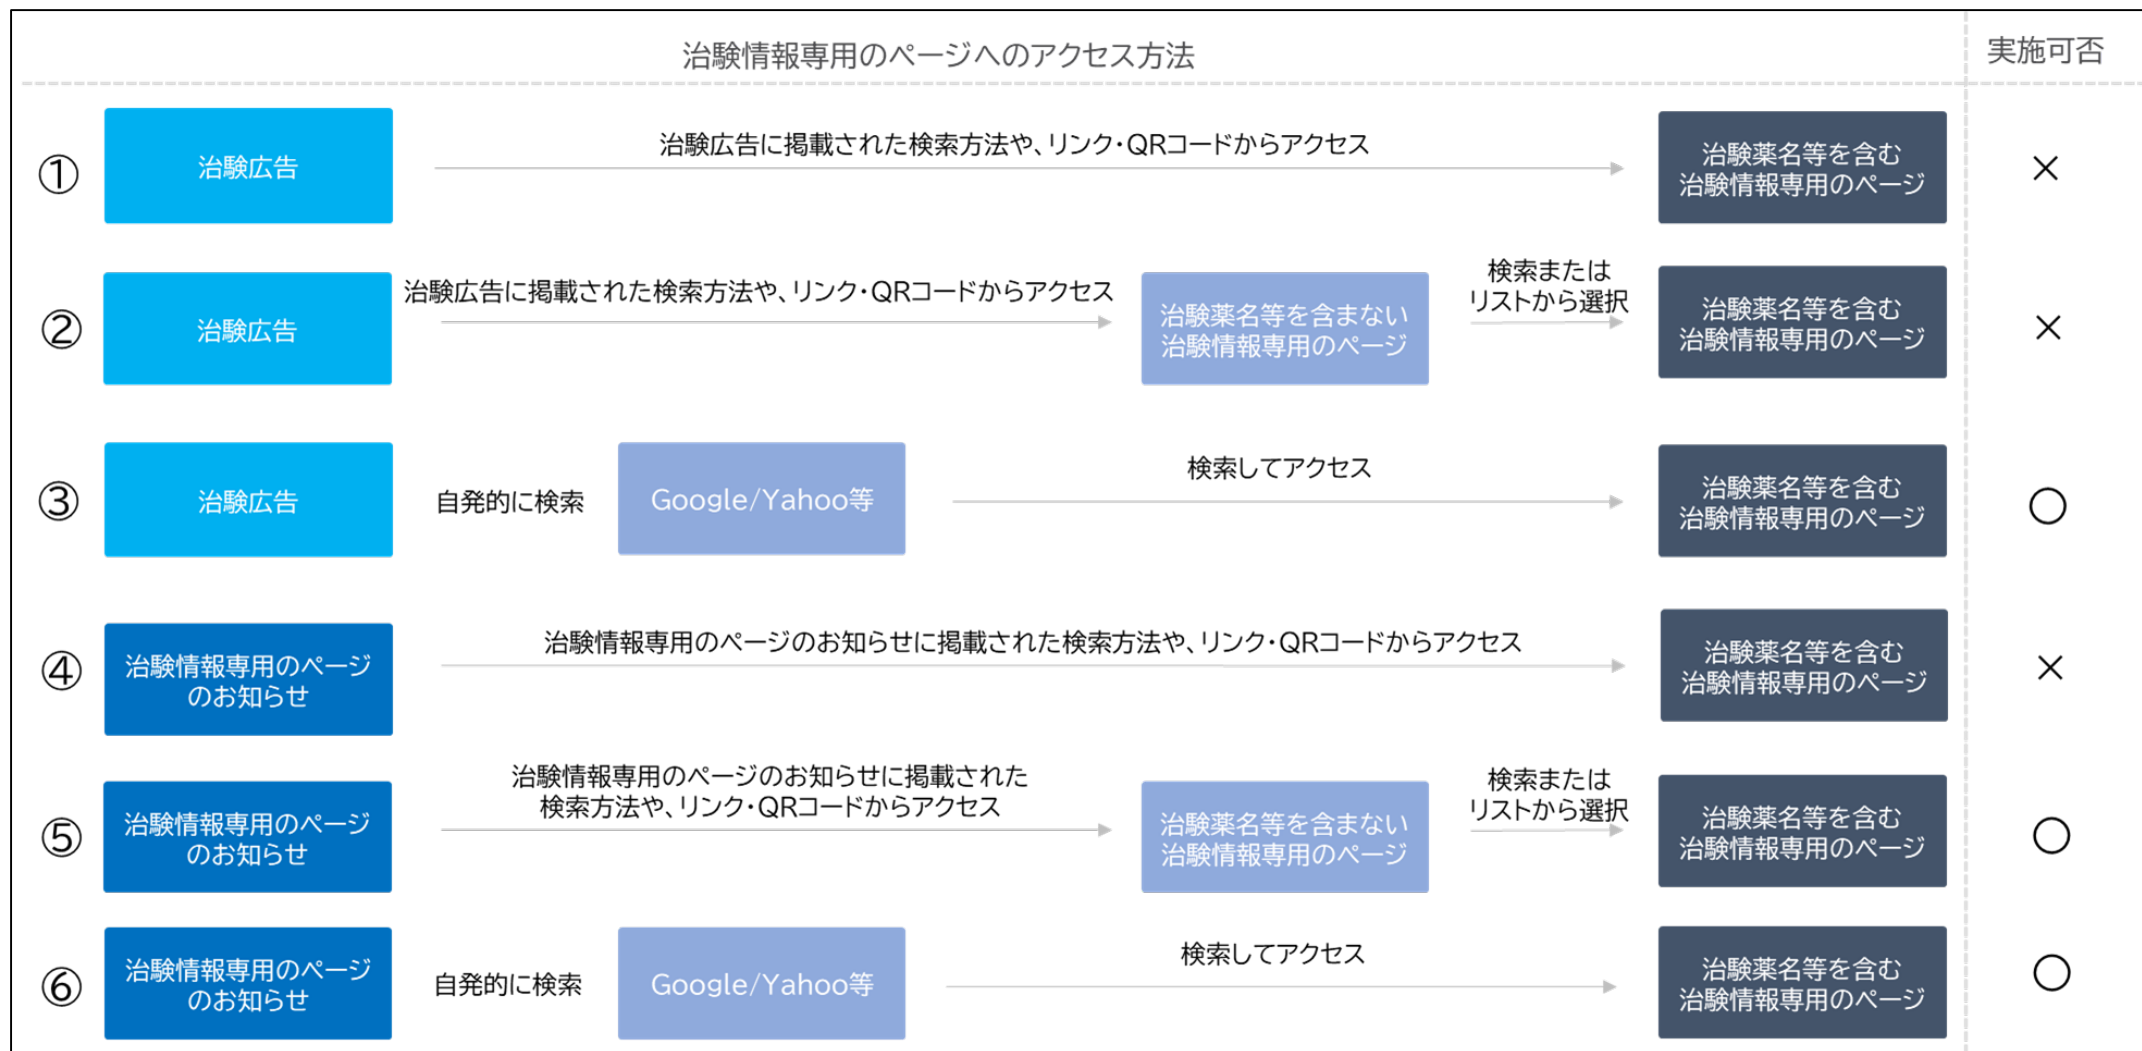 治験情報専用のページへのアクセス方法
実施可否
①
治験広告
治験広告に掲載された検索方法や、リンク・QRコードからアクセス
治験薬名等を含む
治験情報専用のページ
×
②
治験広告
治験広告に掲載された検索方法や、リンク・QRコードからアクセス
治験薬名等を含まない
治験情報専用のページ
検索または
リストから選択
治験薬名等を含む
治験情報専用のページ
×
③
治験広告
自発的に検索
Google/Yahoo等
検索してアクセス
治験薬名等を含む
治験情報専用のページ
〇
④
治験情報専用のページ
のお知らせ
治験情報専用のページのお知らせに掲載された検索方法や、リンク・QRコードからアクセス
治験薬名等を含む
治験情報専用のページ
×
⑤
治験情報専用のページ
のお知らせ
治験情報専用のページのお知らせに掲載された
検索方法や、リンク・QRコードからアクセス
治験薬名等を含まない
治験情報専用のページ
検索または
リストから選択
治験薬名等を含む
治験情報専用のページ
〇
⑥
治験情報専用のページ
のお知らせ
自発的に検索
Google/Yahoo等
検索してアクセス
治験薬名等を含む
治験情報専用のページ
〇